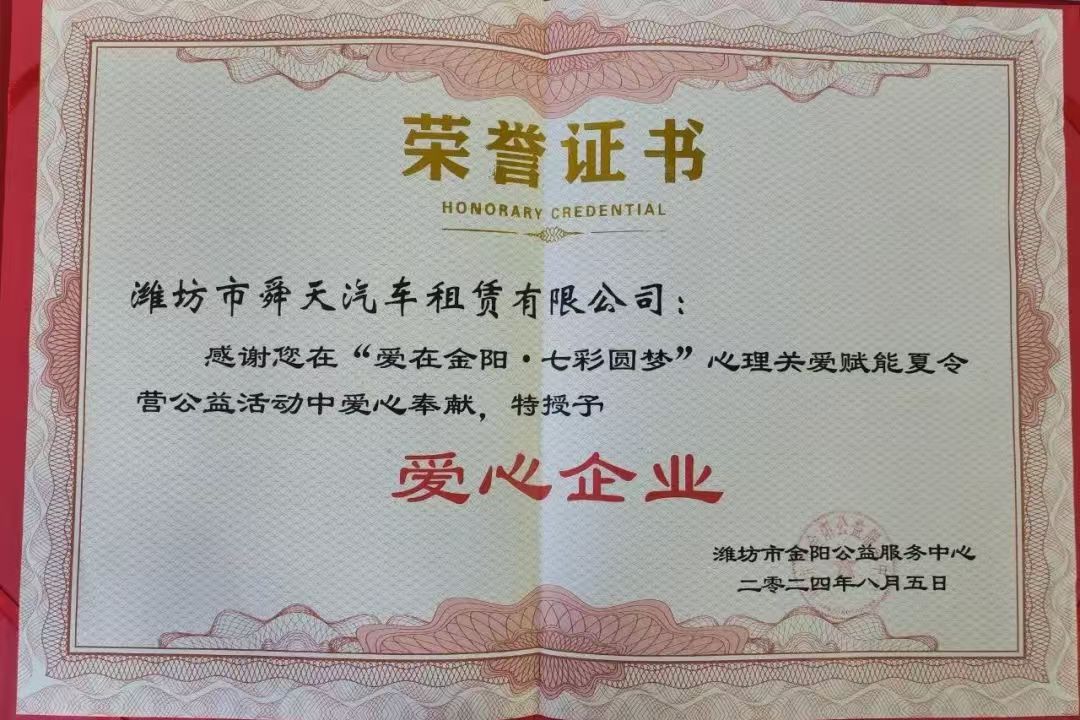 荣誉证书
HONORARY CREDENTIAL
潍坊市舜天汽车租赁有限公司：
感谢您在“爱在金阳·七彩圆梦”心理关爱赋能夏令
营公益活动中爱心奉献，特授予
爱心企业
潍坊市金阳公益服务中心
二零二四年八月五日